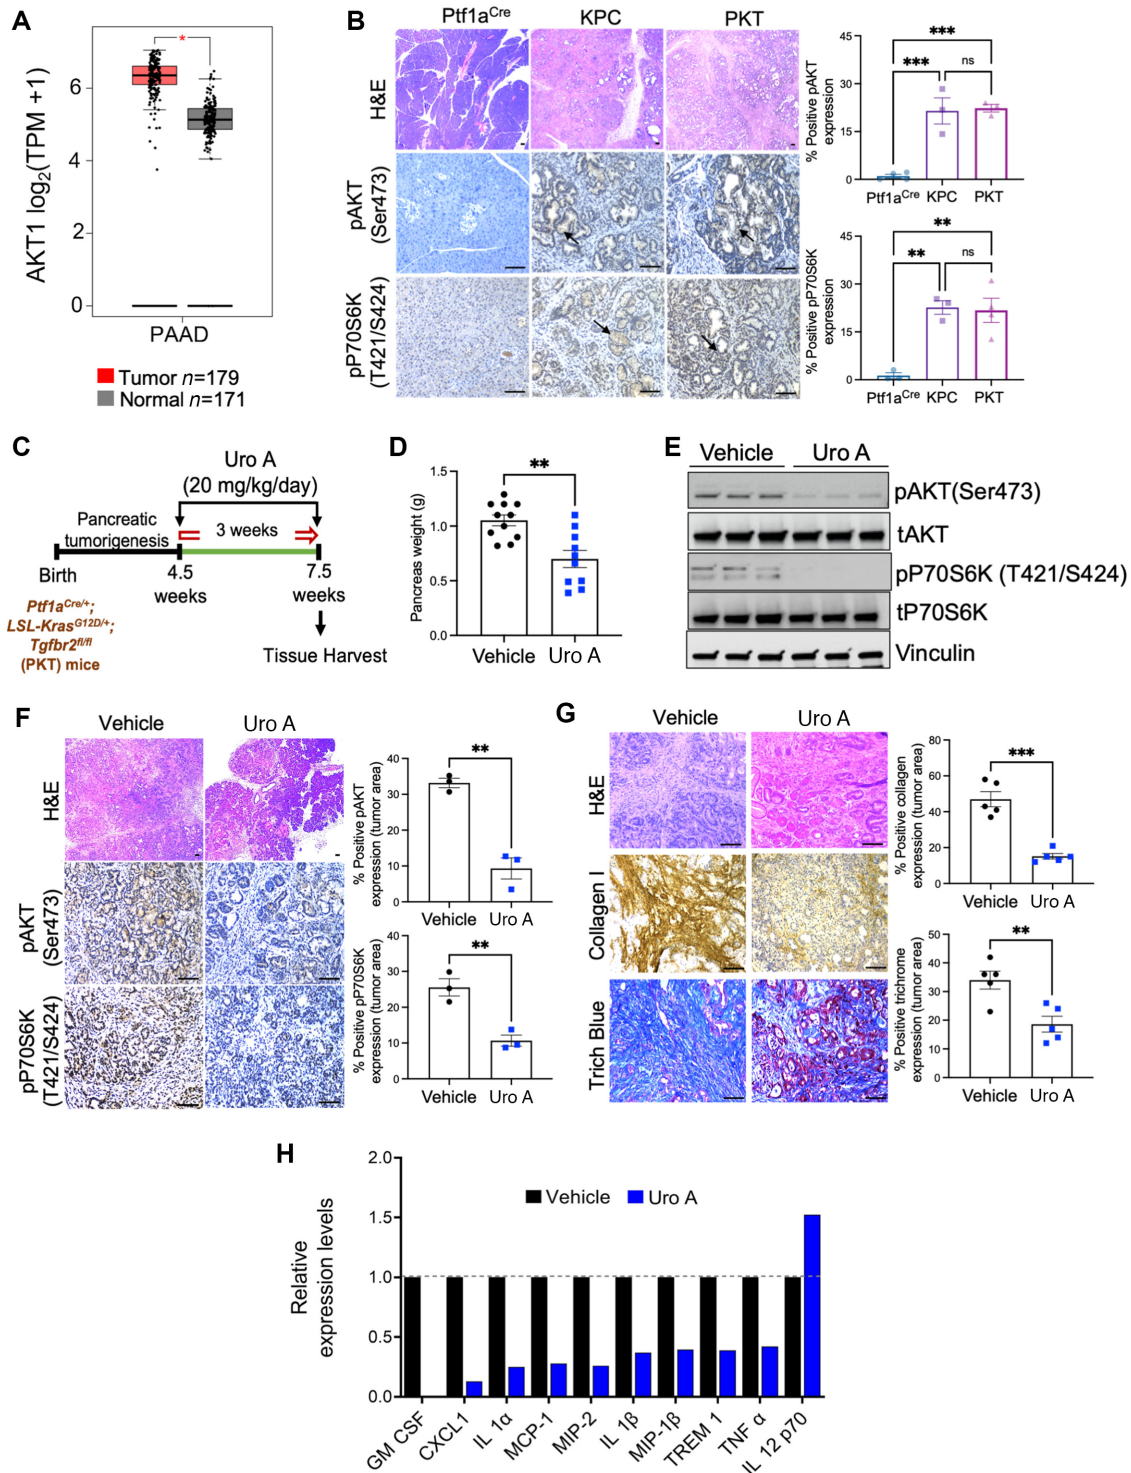 A
AKT1 log2(TPM +1)
6
4
2
0
*
PAAD
Tumor n=179
Normal n=171
B
Ptf1aCre
KPC
PKT
H&E
pAKT
(Ser473)
pP70S6K
(T421/S424)
% Positive pAKT
expression
45
30
15
0
***
***
ns
Ptf1aCre
KPC
PKT
% Positive pP70S6K
expression
45
30
15
0
**
**
ns
Ptf1aCre
KPC
PKT
C
Uro A
(20 mg/kg/day)
Pancreatic
tumorigenesis
3 weeks
Birth
4.5
weeks
7.5
weeks
Ptf1aCre/+;
LSL-KrasG12D/+;
Tgfbr2fl/fl
(PKT) mice
Tissue Harvest
D
Pancreas weight (g)
1.5
1.0
0.5
0.0
**
Vehicle
Uro A
E
Vehicle
Uro A
pAKT(Ser473)
tAKT
pP70S6K (T421/S424)
tP70S6K
Vinculin
F
Vehicle
Uro A
H&E
pAKT
(Ser473)
pP70S6K
(T421/S424)
% Positive pAKT
expression (tumor area)
40
30
20
10
0
**
Vehicle
Uro A
% Positive pP70S6K
expression (tumor area)
40
30
20
10
0
**
Vehicle
Uro A
G
Vehicle
Uro A
H&E
Collagen I
Trich Blue
% Positive collagen
expression (tumor area)
80
60
40
20
0
***
Vehicle
Uro A
% Positive trichrome
expression (tumor area)
50
40
30
20
10
0
**
Vehicle
Uro A
H
Relative
expression levels
2.0
1.5
1.0
0.5
0.0
Vehicle
Uro A
GM CSF
CXCL1
IL 1α
MCP-1
MIP-2
IL 1β
MIP-1β
TREM 1
TNF α
IL 12 p70